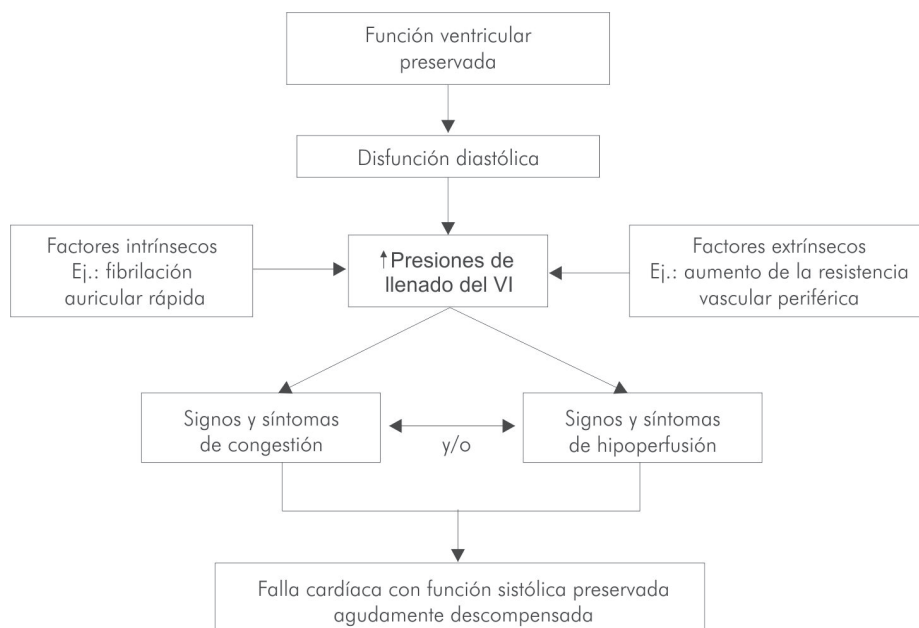 Función ventricular
preservada
Disfunción diastólica
Factores intrínsecos
Ej.: fibrilación
auricular rápida
↑Presiones de
llenado del VI
Factores extrínsecos
Ej.: aumento de la resistencia
vascular periférica
Signos y síntomas
de congestión
y/o
Signos y síntomas
de hipoperfusión
Falla cardíaca con función sistólica preservada
agudamente descompensada